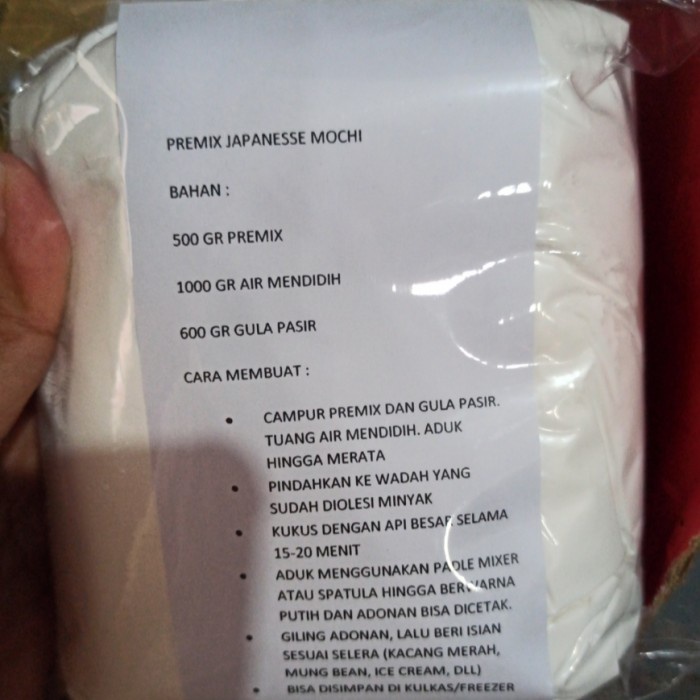 PREMIX JAPANESSE MOCHI
BAHAN :
500 GR PREMIX
1000 GR AIR MENDIDIH
600 GR GULA PASIR
CARA MEMBUAT :
• CAMPUR PREMIX DAN GULA PASIR.
TUANG AIR MENDIDIH. ADUK
HINGGA MERATA
• PINDAHKAN KE WADAH YANG
SUDAH DIOLESI MINYAK
• KUKUS DENGAN API BESAR SELAMA
15-20 MENIT
• ADUK MENGGUNAKAN PADLE MIXER
ATAU SPATULA HINGGA BERWARNA
PUTIH DAN ADONAN BISA DICETAK.
• GILING ADONAN, LALU BERI ISIAN
SESUAI SELERA (KACANG MERAH,
MUNG BEAN, ICE CREAM, DLL)
• BISA DISIMPAN DI KULKAS/FREEZER